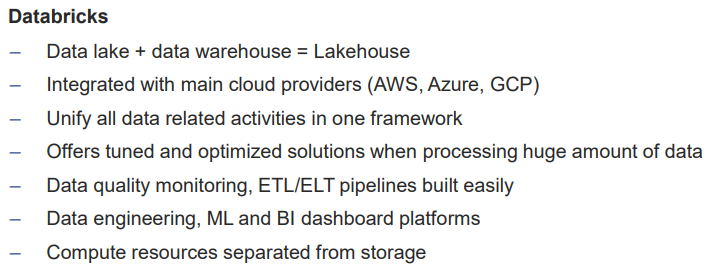 Databricks
– Data lake + data warehouse = Lakehouse
– Integrated with main cloud providers (AWS, Azure, GCP)
– Unify all data related activities in one framework
– Offers tuned and optimized solutions when processing huge amount of data
– Data quality monitoring, ETL/ELT pipelines built easily
– Data engineering, ML and BI dashboard platforms
– Compute resources separated from storage